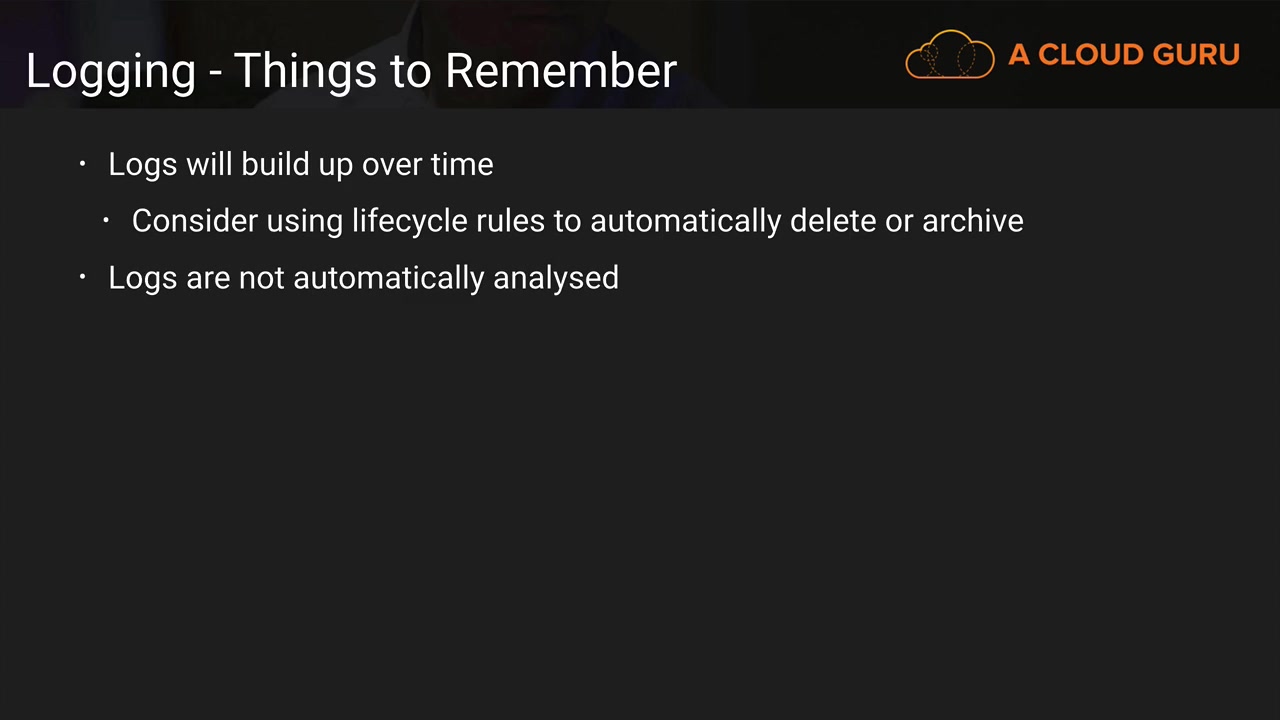 Logging - Things to Remember
A CLOUD GURU
• Logs will build up over time
• Consider using lifecycle rules to automatically delete or archive
• Logs are not automatically analysed